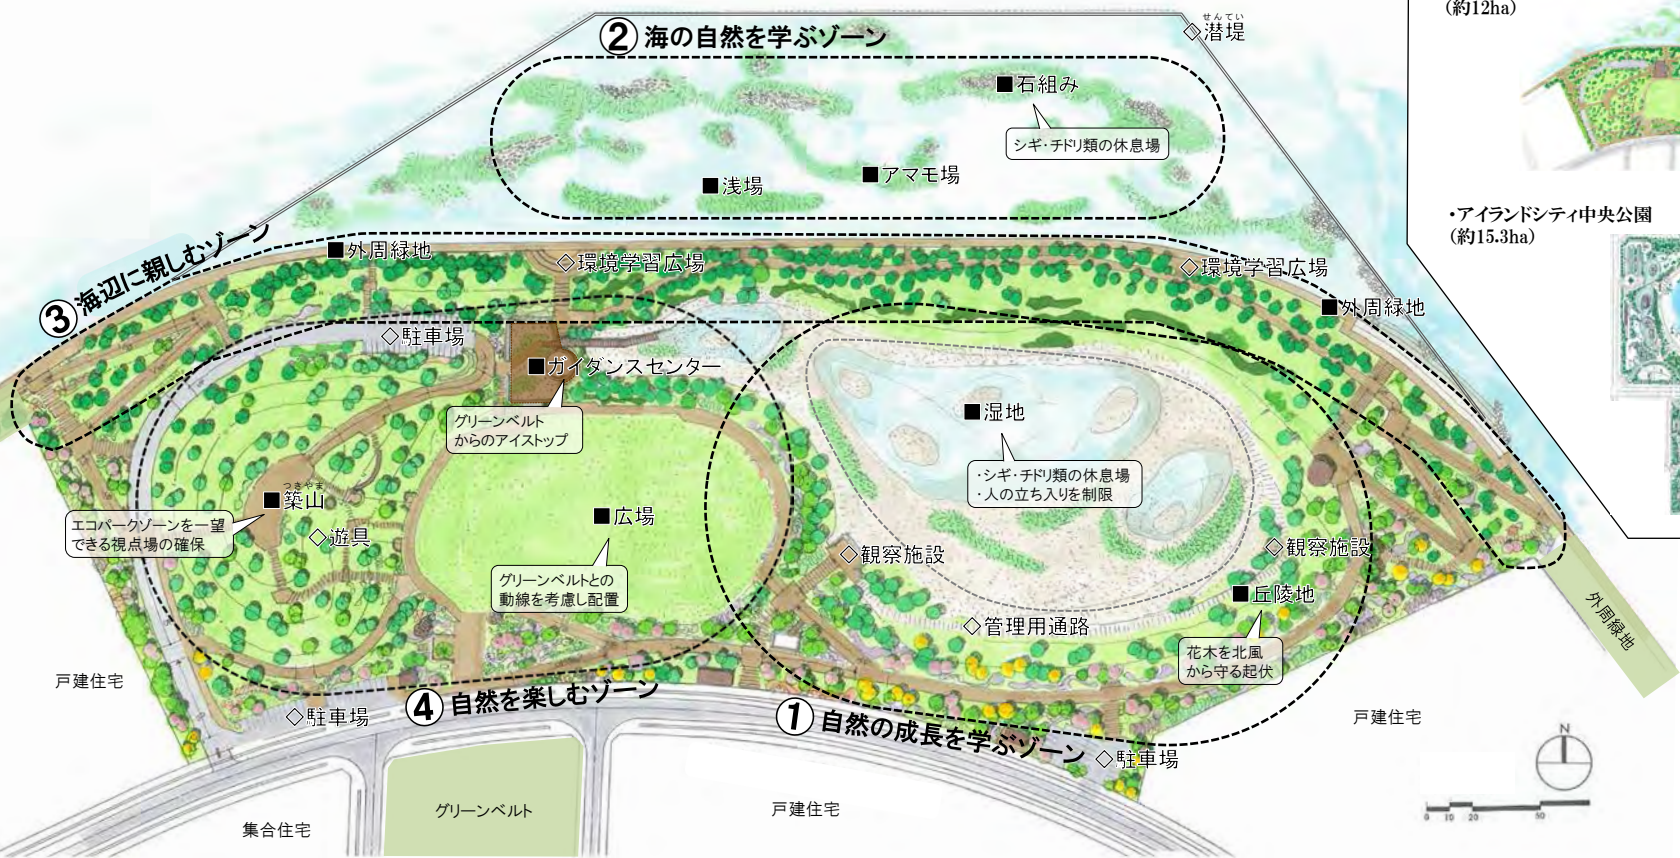 (約12ha)
せんてい
◇潜堤
②海の自然を学ぶゾーン
■石組み
シギ・チドリ類の休息場
■アマモ場
■浅場
・アイランドシティ中央公園
(約15.3ha)
③海辺に親しむゾーン
■外周緑地
◇環境学習広場
◇環境学習広場
■外周緑地
◇駐車場
■ガイダンスセンター
グリーンベルト
からのアイストップ
■湿地
・シギ・チドリ類の休息場
・人の立ち入りを制限
つきやま
■築山
エコパークゾーンを一望
できる視点場の確保
◇遊具
■広場
グリーンベルトとの
動線を考慮し配置
◇観察施設
◇観察施設
■丘陵地
花木を北風
から守る起伏
◇管理用通路
外周緑地
戸建住宅
◇駐車場
④自然を楽しむゾーン
①自然の成長を学ぶゾーン
◇駐車場
戸建住宅
N
0 10 20 50
グリーンベルト
戸建住宅
集合住宅